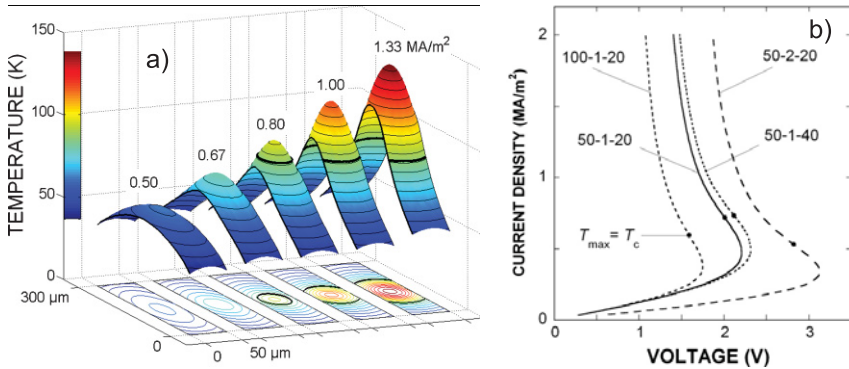 a)
TEMPERATURE (K)
150
100
50
0
0.50
0.67
0.80
1.00
1.33 MA/m²
300 µm
0
0
50 µm
b)
CURRENT DENSITY (MA/m²)
2
1
0
0
1
2
3
VOLTAGE (V)
100-1-20
50-2-20
50-1-20
50-1-40
Tmax = Tc